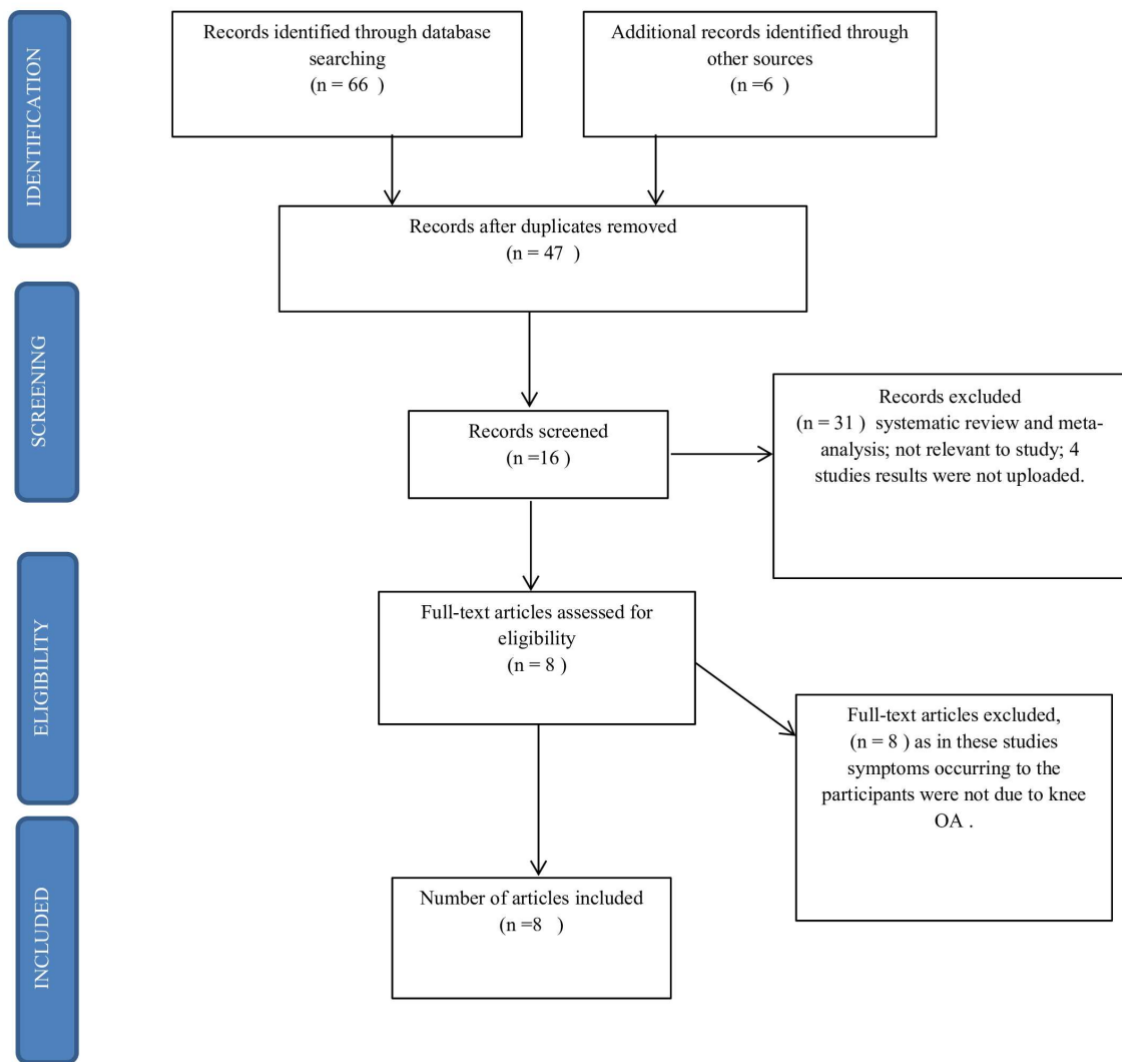 IDENTIFICATION
Records identified through database
searching
(n = 66 )
Additional records identified through
other sources
(n =6 )
Records after duplicates removed
(n = 47 )
SCREENING
Records screened
(n =16 )
Records excluded
(n = 31 ) systematic review and meta-
analysis; not relevant to study; 4
studies results were not uploaded.
ELIGIBILITY
Full-text articles assessed for
eligibility
(n = 8 )
Full-text articles excluded,
(n = 8 ) as in these studies
symptoms occurring to the
participants were not due to knee
OA .
INCLUDED
Number of articles included
(n =8 )